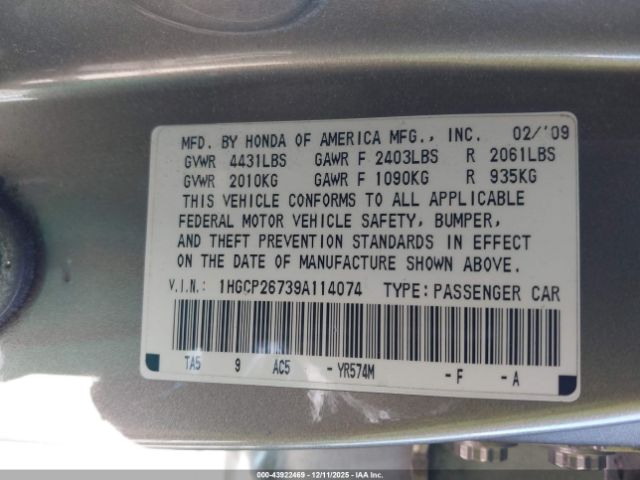 MFD. BY HONDA OF AMERICA MFG., INC. 02/'09
GVWR 4431LBS GAWR F 2403LBS R 2061LBS
GVWR 2010KG GAWR F 1090KG R 935KG
THIS VEHICLE CONFORMS TO ALL APPLICABLE
FEDERAL MOTOR VEHICLE SAFETY, BUMPER,
AND THEFT PREVENTION STANDARDS IN EFFECT
ON THE DATE OF MANUFACTURE SHOWN ABOVE.
V.I.N.: 1HGCP26739A114074 TYPE: PASSENGER CAR
TA5 9 AC5 -YR574M -F -A
000-43922469 - 12/11/2025 - IAAI.com